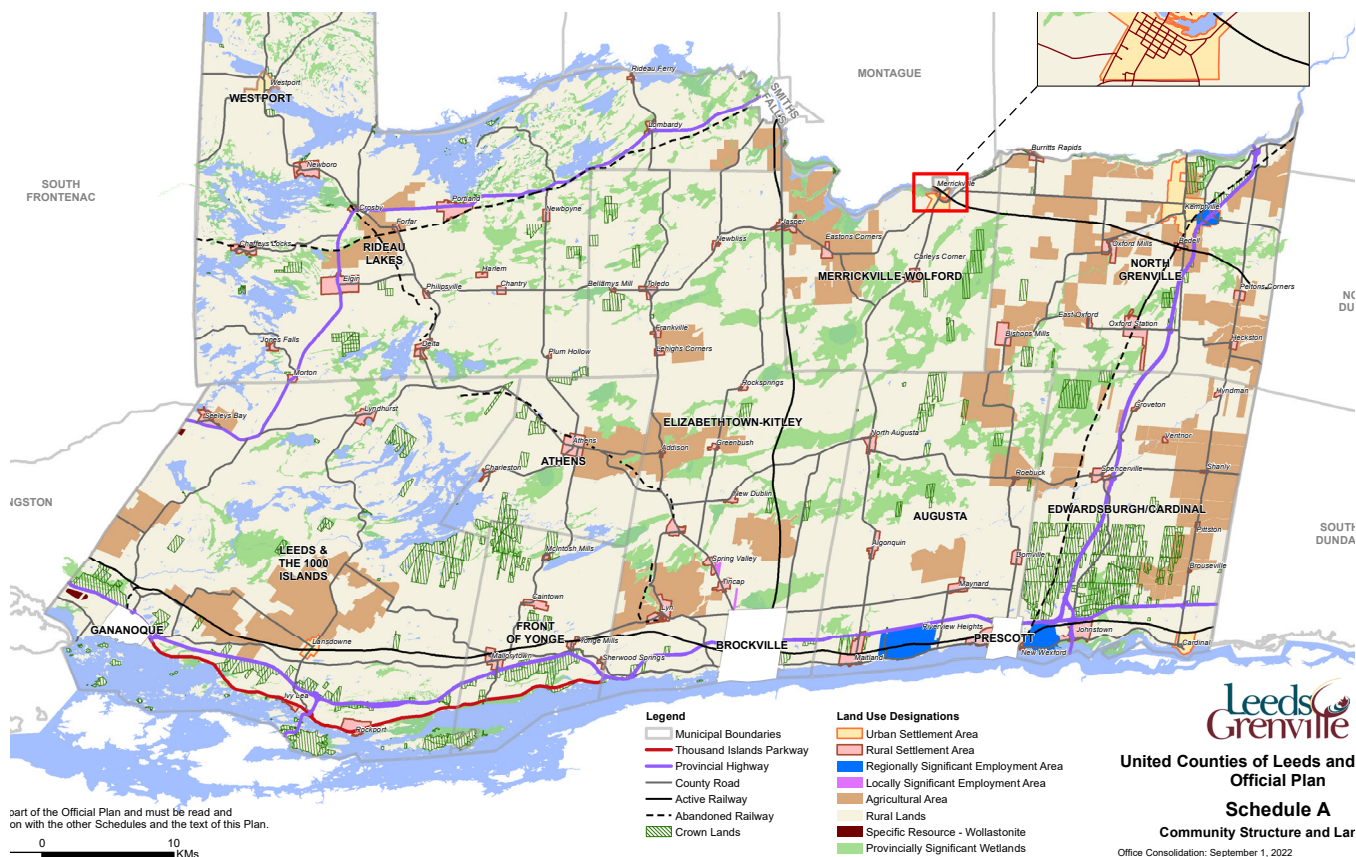 MONTAGUE
Rideau Ferry
SMITHS
FALLS
Westport
WESTPORT
Lombardy
Burritts Rapids
Newboro
SOUTH
FRONTENAC
Merrickville
Portland
Crosby
Newboyne
Kemptville
Forfar
Jasper
Chaffeys Locks
RIDEAU
LAKES
Newbliss
Eastons Corners
Oxford Mills
Bedell
Carleys Corner
NORTH
GRENVILLE
Harlem
MERRICKVILLE-WOLFORD
Elgin
Philipsville
Chantry
Bellamys Mill
Toledo
Peltons Corners
NO
DU
East Oxford
Oxford Station
Frankville
Bishops Mills
Jones Falls
Delta
Plum Hollow
Lehighs Corners
Heckston
Morton
Rocksprings
Hyndman
Seeleys Bay
Lyndhurst
Groveton
ELIZABETHTOWN-KITLEY
Athens
ATHENS
Addison
Greenbush
North Augusta
Ventnor
Charleston
Roebuck
Spencerville
Shanly
NGSTON
New Dublin
AUGUSTA
EDWARDSBURGH/CARDINAL
Pittston
SOUTH
DUNDA
LEEDS &
THE 1000
ISLANDS
McIntosh Mills
Spring Valley
Algonquin
Domville
Brouseville
Tincap
Maynard
Caintown
Lyn
GANANOQUE
FRONT
OF YONGE
Lansdowne
Yonge Mills
BROCKVILLE
Riverview Heights
PRESCOTT
Johnstown
Cardinal
Mallorytown
Sherwood Springs
Maitland
New Wexford
Ivy Lea
Rockport
Legend
Municipal Boundaries
Thousand Islands Parkway
Provincial Highway
County Road
Active Railway
Abandoned Railway
Crown Lands
Land Use Designations
Urban Settlement Area
Rural Settlement Area
Regionally Significant Employment Area
Locally Significant Employment Area
Agricultural Area
Rural Lands
Specific Resource - Wollastonite
Provincially Significant Wetlands
Leeds
Grenville
United Counties of Leeds and
Official Plan
Schedule A
Community Structure and Lan
Office Consolidation: September 1, 2022
part of the Official Plan and must be read and
on with the other Schedules and the text of this Plan.
0 10
KMs